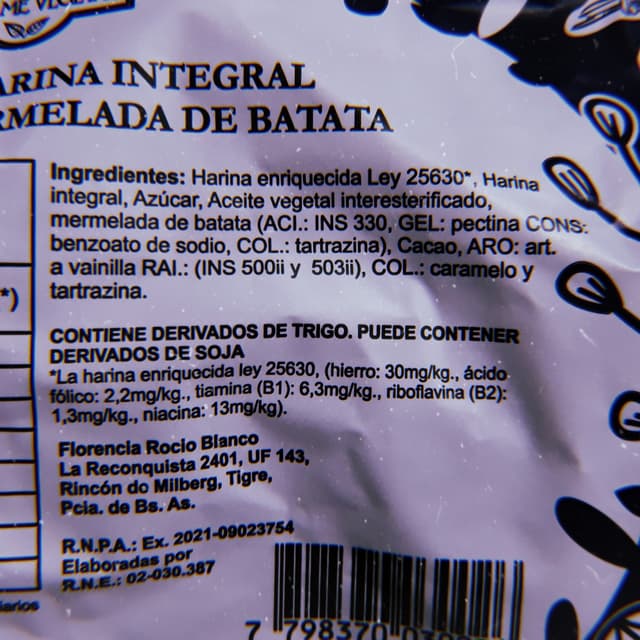 INTEGRAL
DE BATATA
Ingredientes: Harina enriquecida Ley 25630*, Harina
integral, Azúcar, Aceite vegetal interesterificado,
mermelada de batata (ACI.: INS 330, GEL: pectina CONS:
benzoato de sodio, COL.: tartrazina), Cacao, ARO: art.
a vainilla RAI.: (INS 500ii y 503ii), COL.: caramelo y
tartrazina.
*)
CONTIENE DERIVADOS DE TRIGO. PUEDE CONTENER
DERIVADOS DE SOJA
*La harina enriquecida ley 25630, (hierro: 30mg/kg., ácido
fólico: 2,2mg/kg., tiamina (B1): 6,3mg/kg., riboflavina (B2):
1,3mg/kg., niacina: 13mg/kg).
Florencia Rocio Blanco
La Reconquista 2401, UF 143,
Rincón do Milberg, Tigre,
Pcia. de Bs. As.
R.N.P.A.: Ex. 2021-09023754
Elaboradas por
R.N.E.: 02-030.367
7 798370